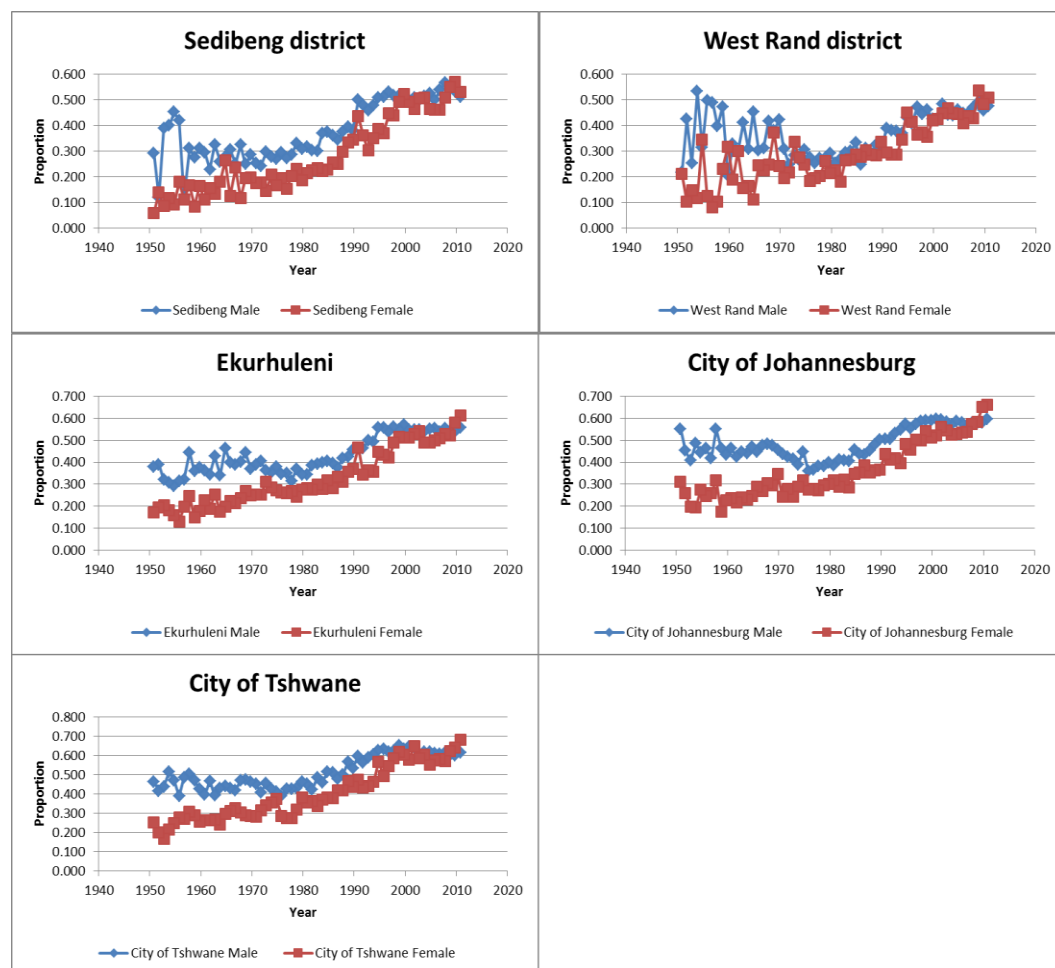 Sedibeng district
0.600
0.500
0.400
0.300
0.200
0.100
0.000
Proportion
1940 1950 1960 1970 1980 1990 2000 2010 2020
Year
Sedibeng Male Sedibeng Female
West Rand district
0.600
0.500
0.400
0.300
0.200
0.100
0.000
Proportion
1940 1950 1960 1970 1980 1990 2000 2010 2020
Year
West Rand Male West Rand Female
Ekurhuleni
0.700
0.600
0.500
0.400
0.300
0.200
0.100
0.000
Proportion
1940 1950 1960 1970 1980 1990 2000 2010 2020
Year
Ekurhuleni Male Ekurhuleni Female
City of Johannesburg
0.700
0.600
0.500
0.400
0.300
0.200
0.100
0.000
Proportion
1940 1950 1960 1970 1980 1990 2000 2010 2020
Year
City of Johannesburg Male City of Johannesburg Female
City of Tshwane
0.800
0.700
0.600
0.500
0.400
0.300
0.200
0.100
0.000
Proportion
1940 1950 1960 1970 1980 1990 2000 2010 2020
Year
City of Tshwane Male City of Tshwane Female